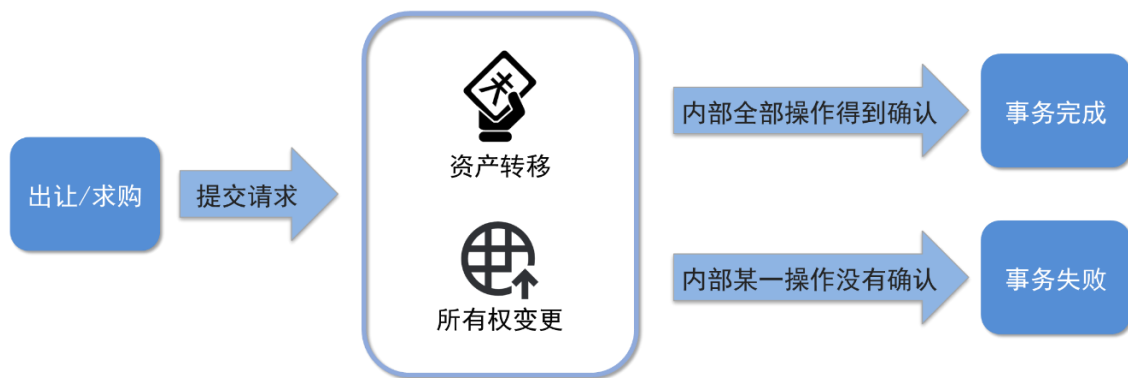 出让/求购
提交请求
资产转移
所有权变更
内部全部操作得到确认
事务完成
内部某一操作没有确认
事务失败